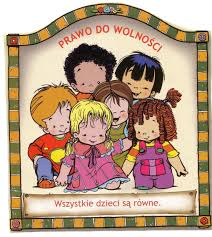 PRAWO DO WOLNOŚCI
Wszystkie dzieci są równe.